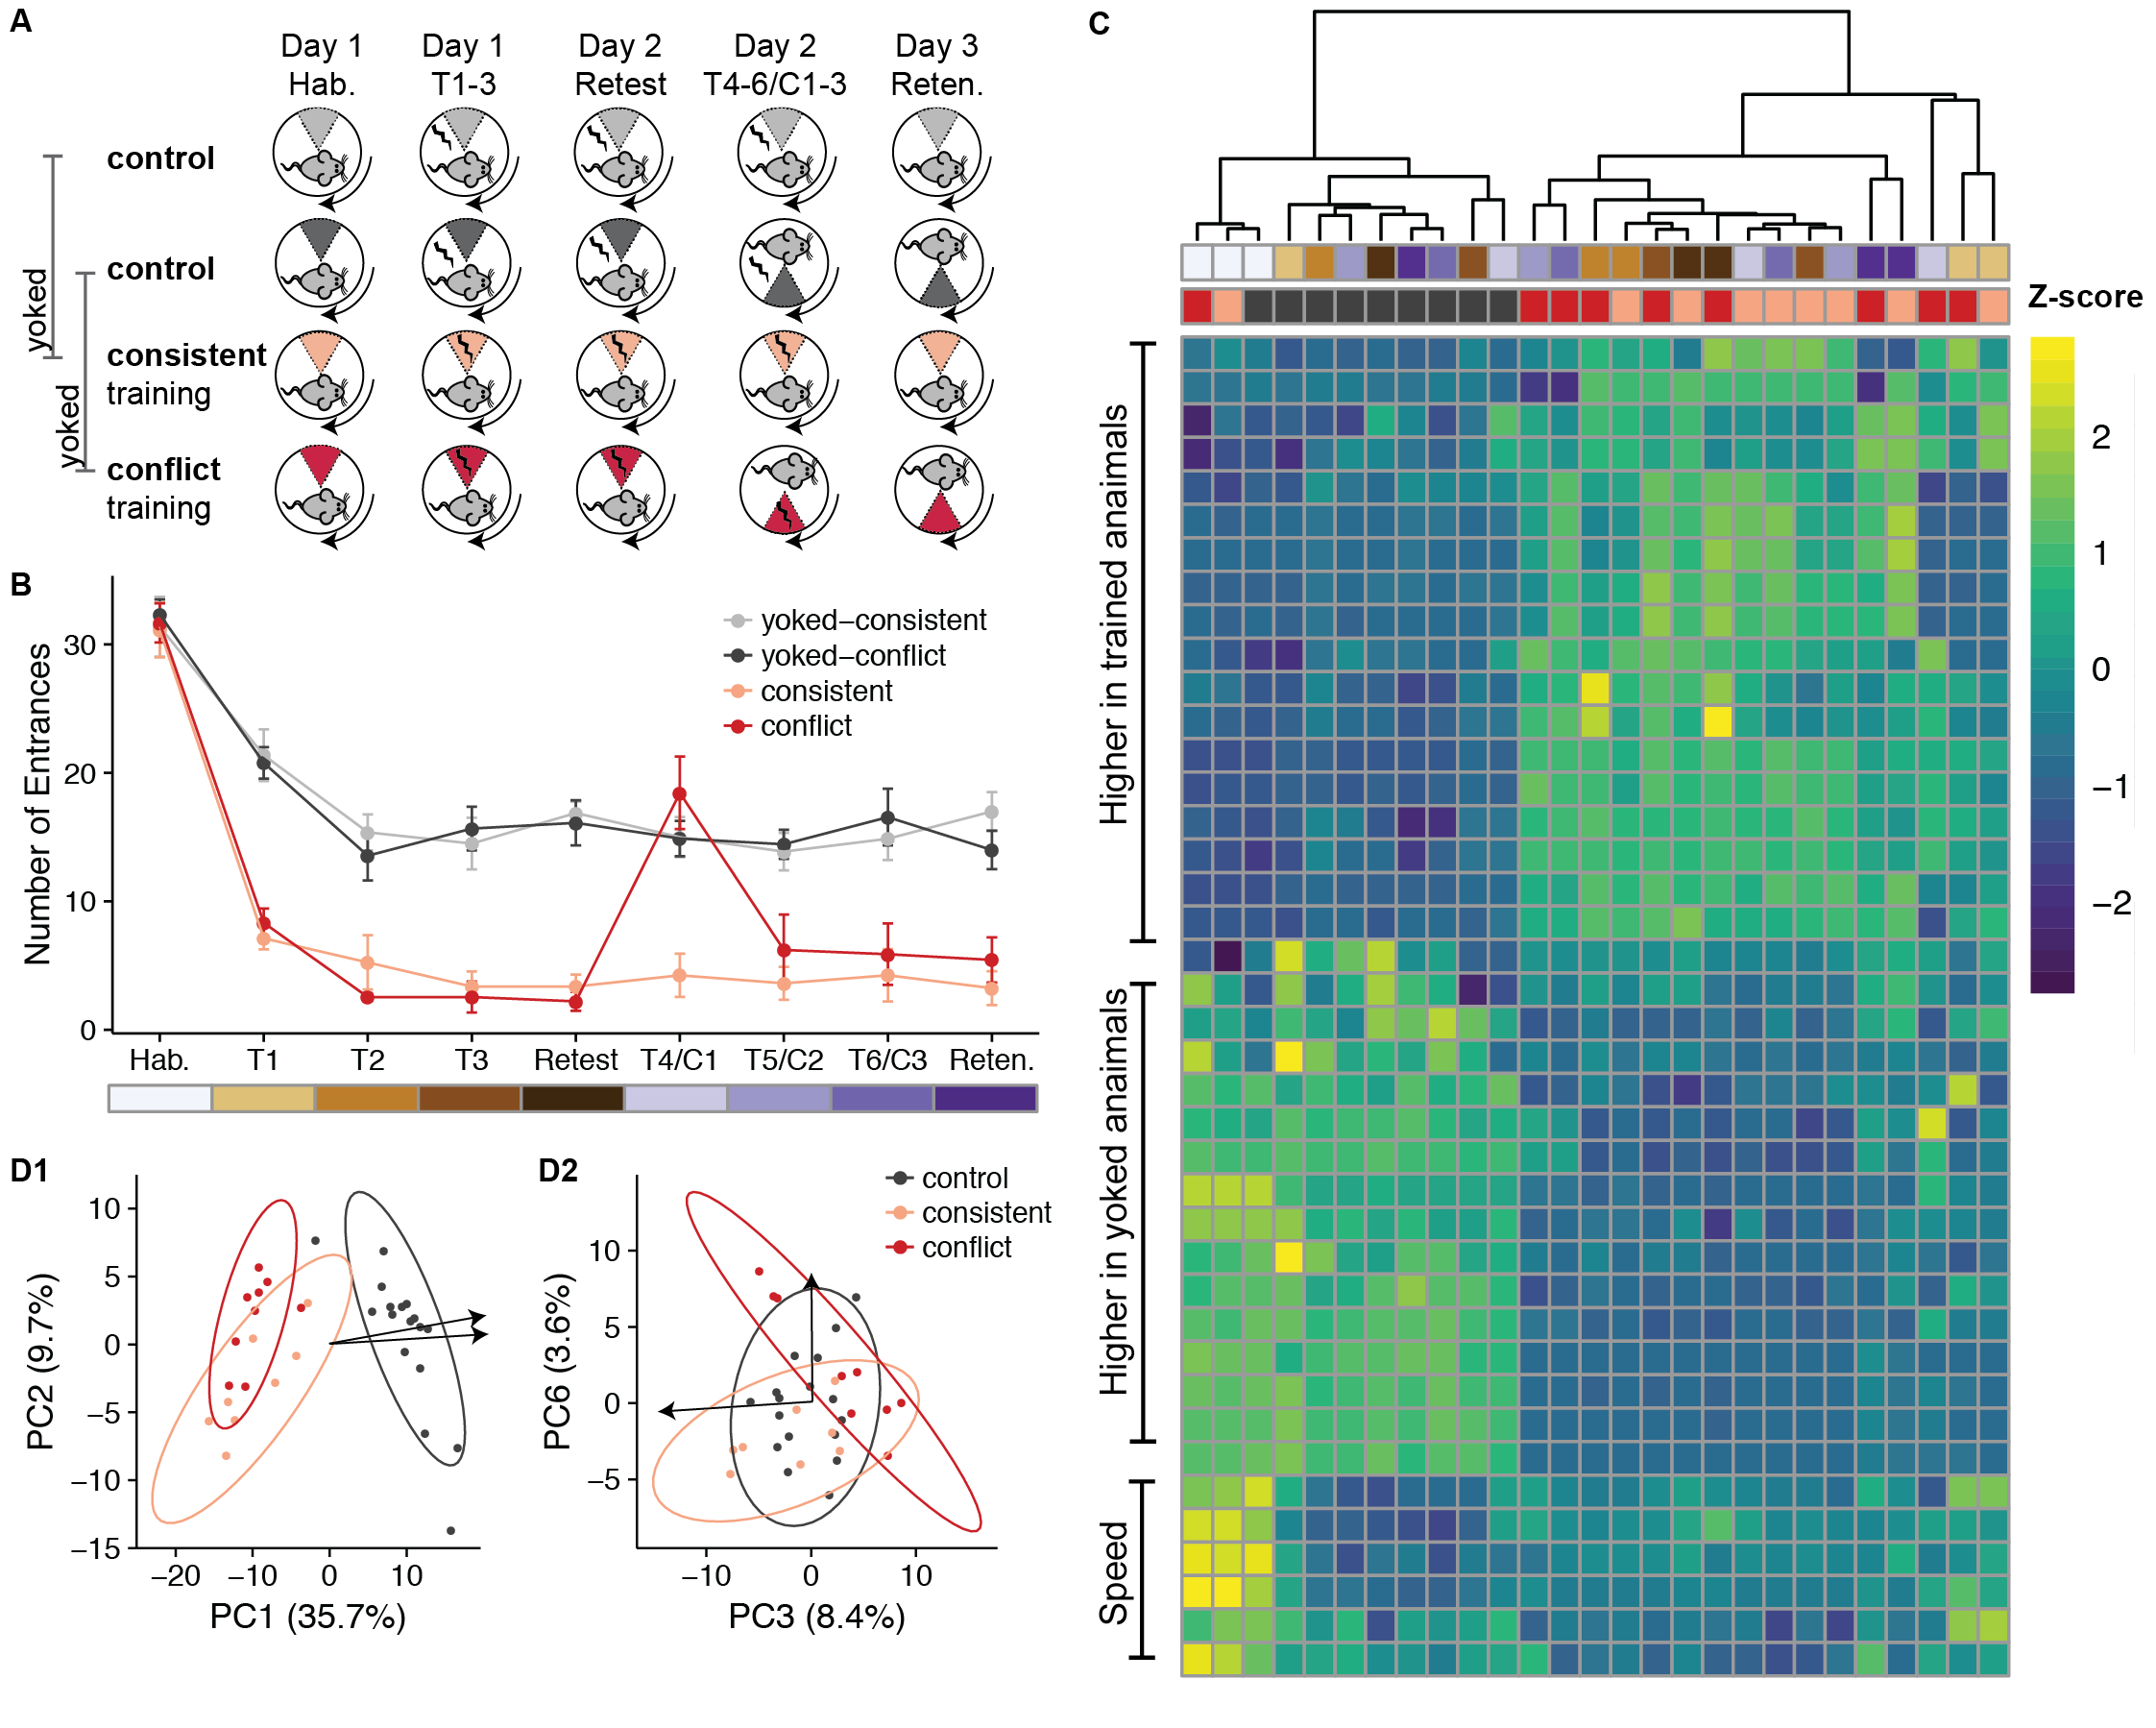 A
Day 1
Hab.
Day 1
T1-3
Day 2
Retest
Day 2
T4-6/C1-3
Day 3
Reten.
control
control
consistent
training
conflict
training
yoked
yoked
B
Number of Entrances
30
20
10
0
yoked−consistent
yoked−conflict
consistent
conflict
Hab.
T1
T2
T3
Retest
T4/C1
T5/C2
T6/C3
Reten.
C
Higher in trained anaimals
Higher in yoked anaimals
Speed
Z-score
2
1
0
−1
−2
D1
PC2 (9.7%)
10
5
0
−5
−10
−15
−20
−10
0
10
PC1 (35.7%)
D2
control
consistent
conflict
PC6 (3.6%)
10
5
0
−5
−10
0
10
PC3 (8.4%)